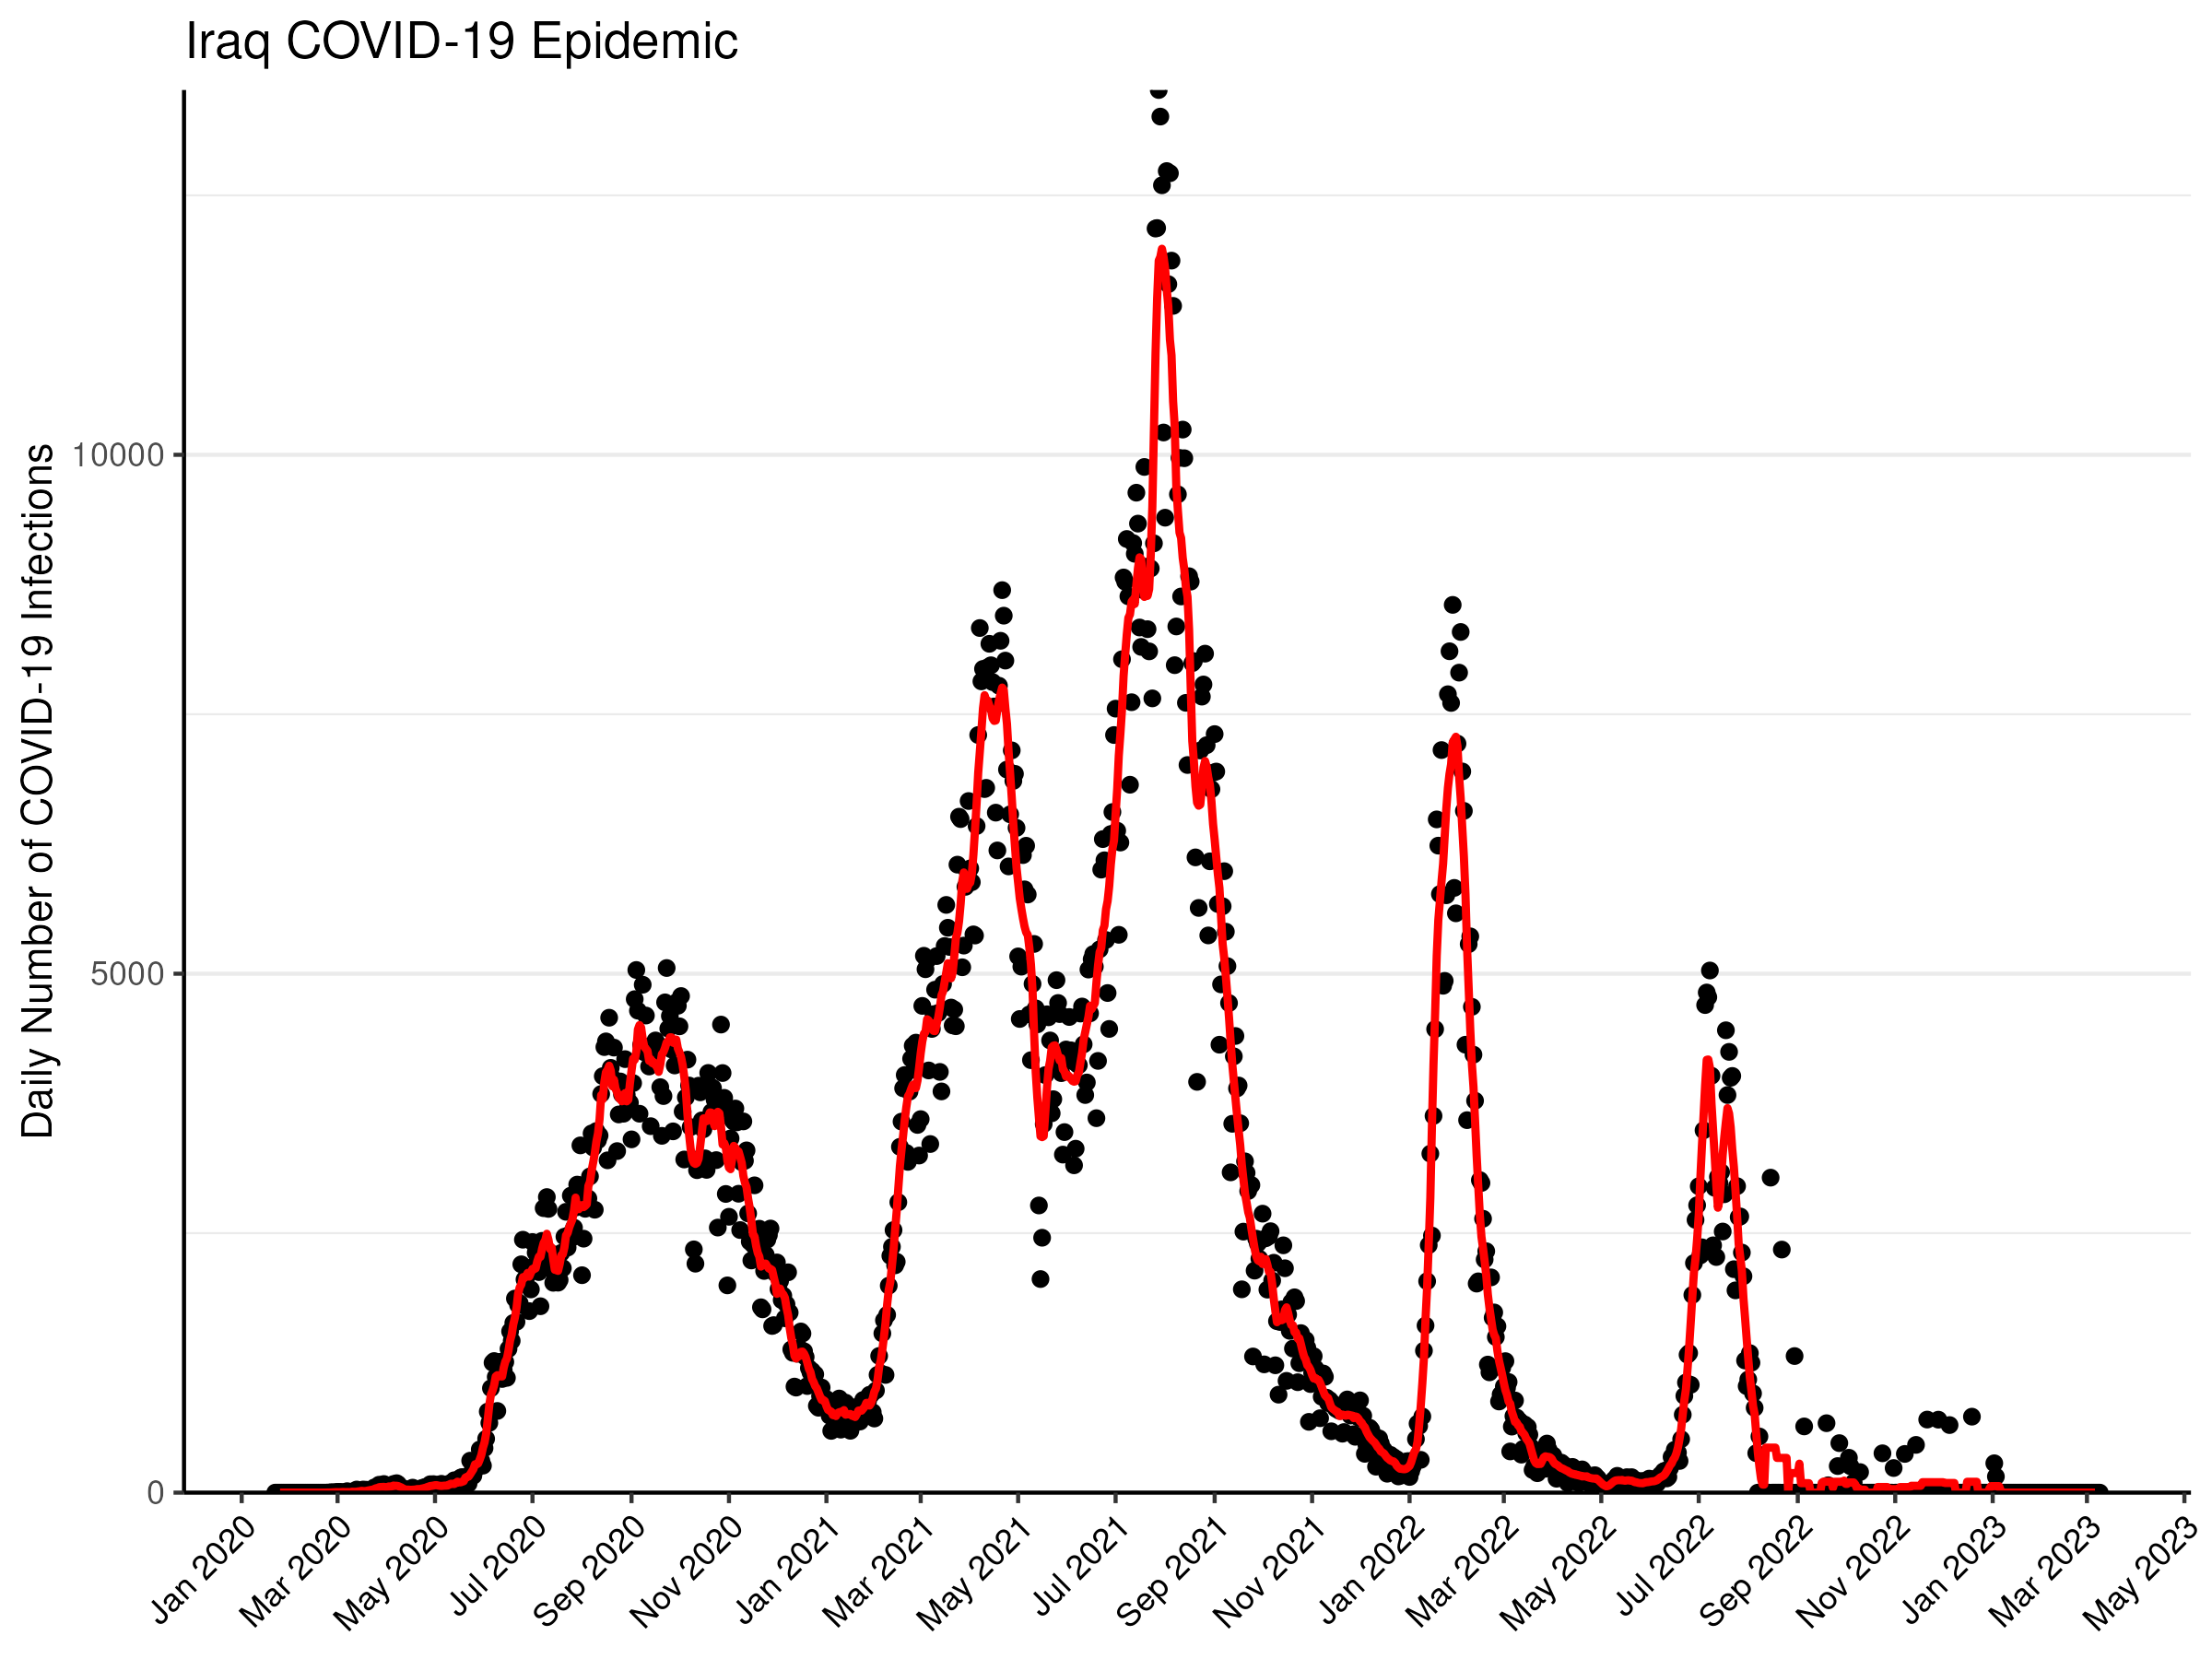 Iraq COVID-19 Epidemic
Daily Number of COVID-19 Infections
10000
5000
0
Jan 2020
Mar 2020
May 2020
Jul 2020
Sep 2020
Nov 2020
Jan 2021
Mar 2021
May 2021
Jul 2021
Sep 2021
Nov 2021
Jan 2022
Mar 2022
May 2022
Jul 2022
Sep 2022
Nov 2022
Jan 2023
Mar 2023
May 2023